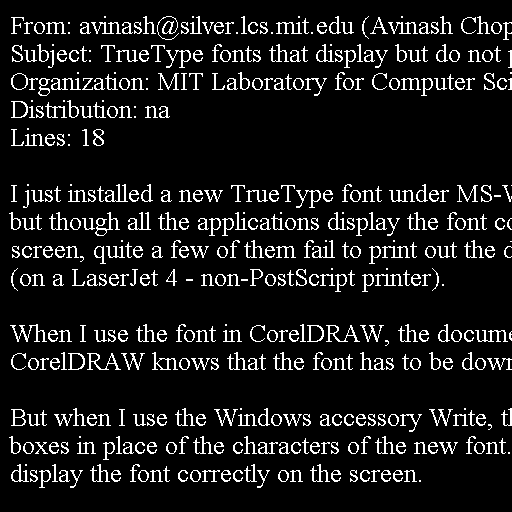 From: avinash@silver.lcs.mit.edu (Avinash Chop
Subject: TrueType fonts that display but do not p
Organization: MIT Laboratory for Computer Sci
Distribution: na
Lines: 18
I just installed a new TrueType font under MS-W
but though all the applications display the font co
screen, quite a few of them fail to print out the d
(on a LaserJet 4 - non-PostScript printer).
When I use the font in CorelDRAW, the docume
CorelDRAW knows that the font has to be down
But when I use the Windows accessory Write, th
boxes in place of the characters of the new font.
display the font correctly on the screen.